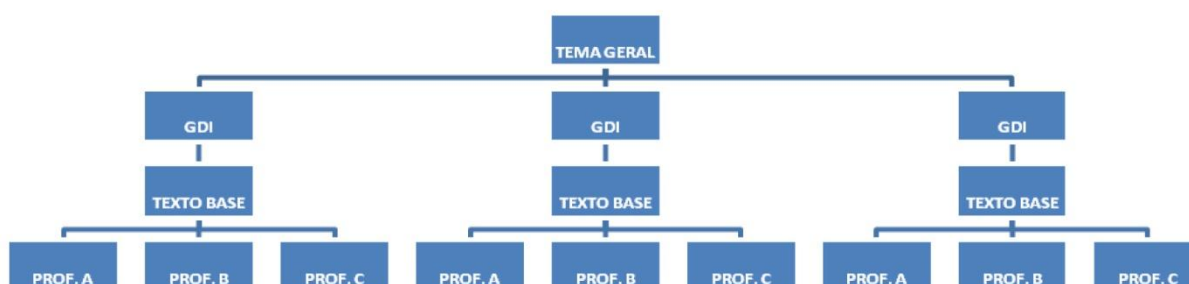 TEMA GERAL
GDI GDI GDI
TEXTO BASE TEXTO BASE TEXTO BASE
PROF. A PROF. B PROF. C PROF. A PROF. B PROF. C PROF. A PROF. B PROF. C